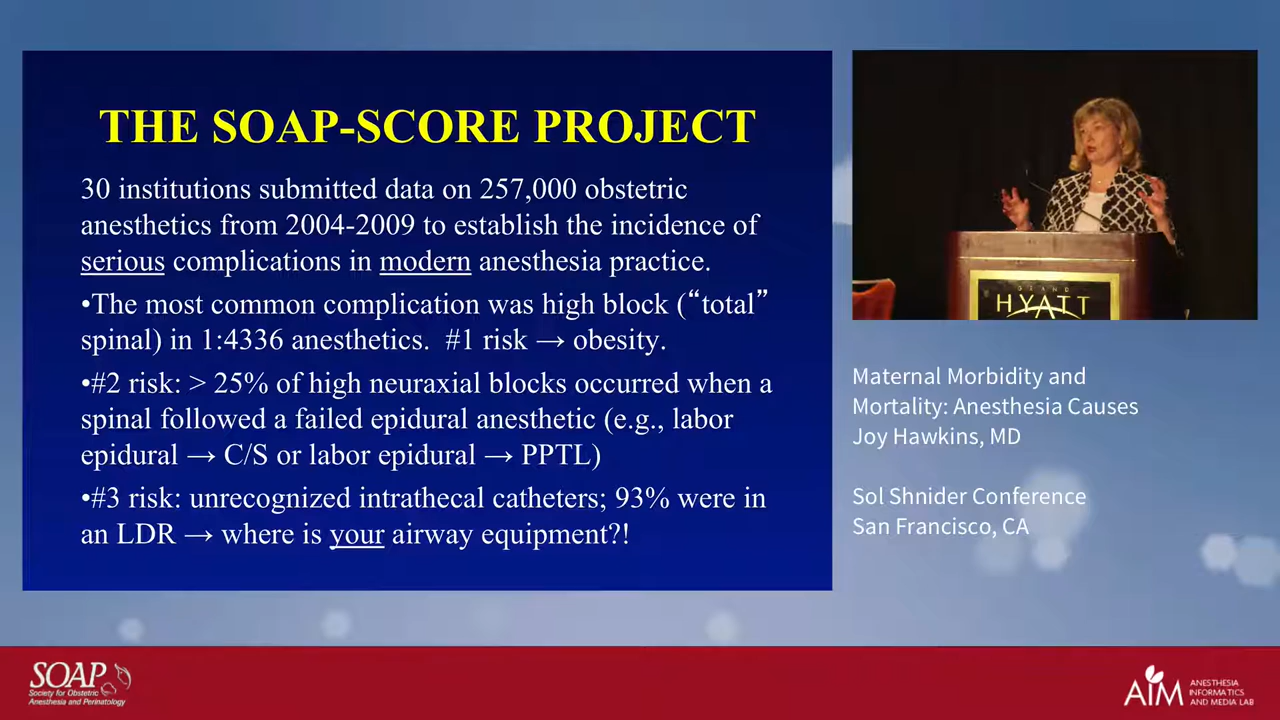 THE SOAP-SCORE PROJECT
30 institutions submitted data on 257,000 obstetric
anesthetics from 2004-2009 to establish the incidence of
serious complications in modern anesthesia practice.
•The most common complication was high block (“total”
spinal) in 1:4336 anesthetics. #1 risk → obesity.
•#2 risk: > 25% of high neuraxial blocks occurred when a
spinal followed a failed epidural anesthetic (e.g., labor
epidural → C/S or labor epidural → PPTL)
•#3 risk: unrecognized intrathecal catheters; 93% were in
an LDR → where is your airway equipment?!
GRAND
HYATT
Maternal Morbidity and
Mortality: Anesthesia Causes
Joy Hawkins, MD
Sol Shnider Conference
San Francisco, CA
SOAP
Society for Obstetric
Anesthesia and Perinatology
AIM
ANESTHESIA
INFORMATICS
AND MEDIA LAB